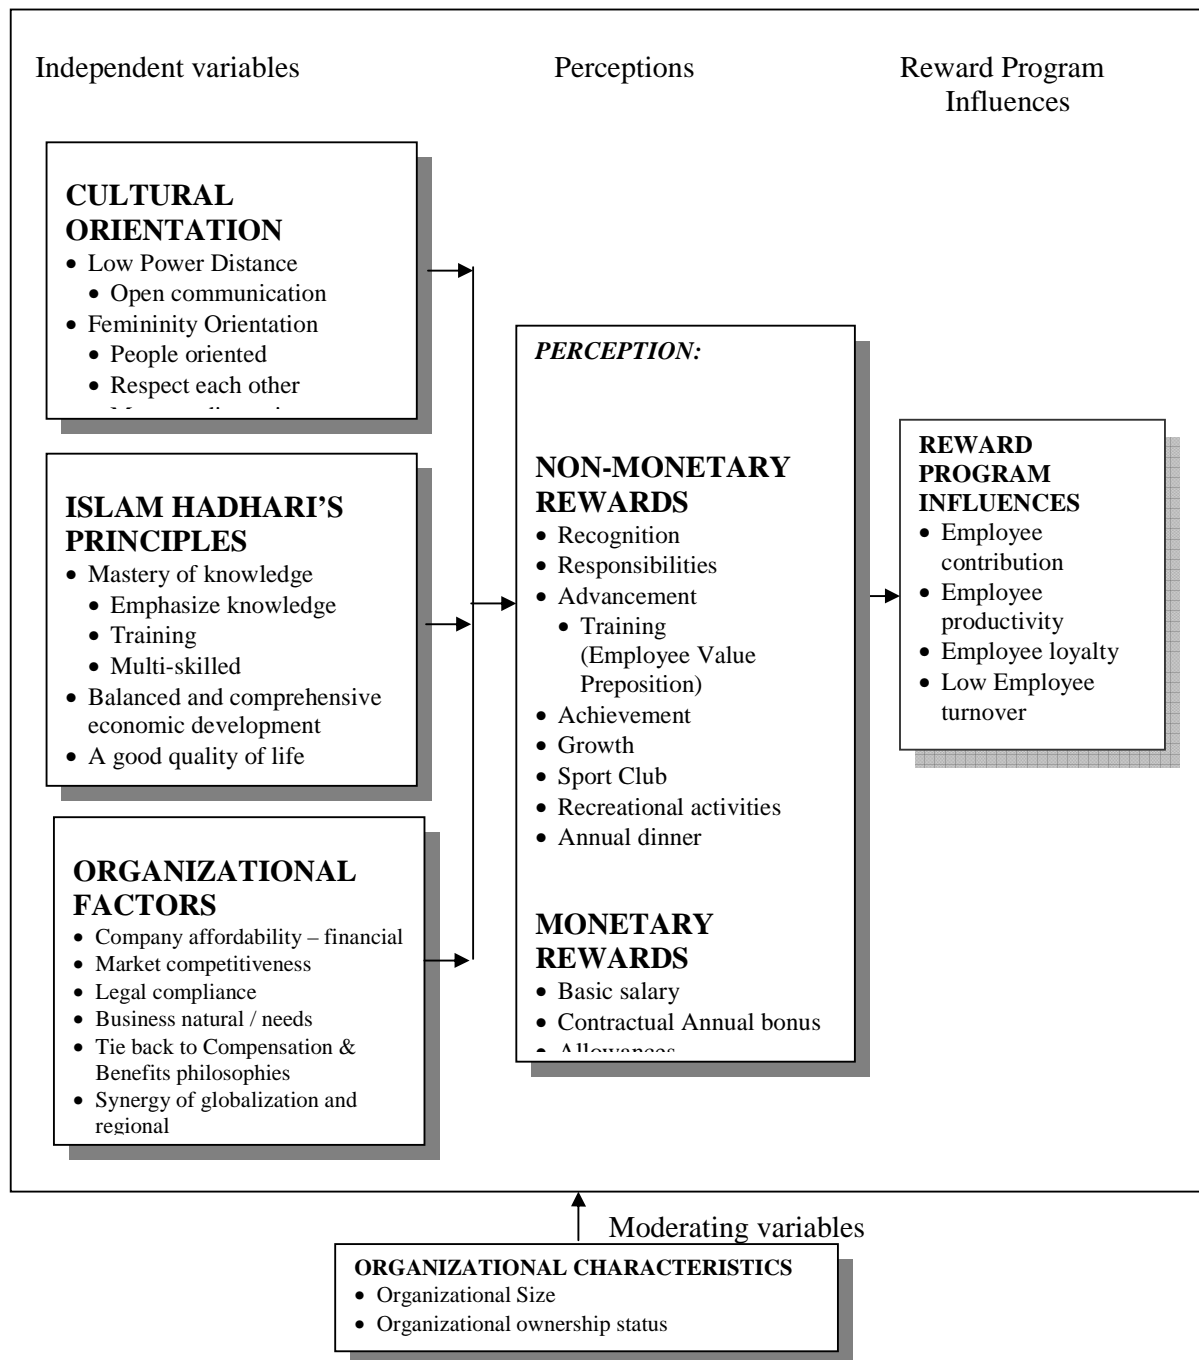 Independent variables
Perceptions
Reward Program
Influences
CULTURAL
ORIENTATION
• Low Power Distance
• Open communication
• Femininity Orientation
• People oriented
• Respect each other
ISLAM HADHARI’S
PRINCIPLES
• Mastery of knowledge
• Emphasize knowledge
• Training
• Multi-skilled
• Balanced and comprehensive
economic development
• A good quality of life
ORGANIZATIONAL
FACTORS
• Company affordability – financial
• Market competitiveness
• Legal compliance
• Business natural / needs
• Tie back to Compensation &
Benefits philosophies
• Synergy of globalization and
regional
PERCEPTION:
NON-MONETARY
REWARDS
• Recognition
• Responsibilities
• Advancement
• Training
(Employee Value
Preposition)
• Achievement
• Growth
• Sport Club
• Recreational activities
• Annual dinner
MONETARY
REWARDS
• Basic salary
• Contractual Annual bonus
• Allowances
REWARD
PROGRAM
INFLUENCES
• Employee
contribution
• Employee
productivity
• Employee loyalty
• Low Employee
turnover
Moderating variables
ORGANIZATIONAL CHARACTERISTICS
• Organizational Size
• Organizational ownership status